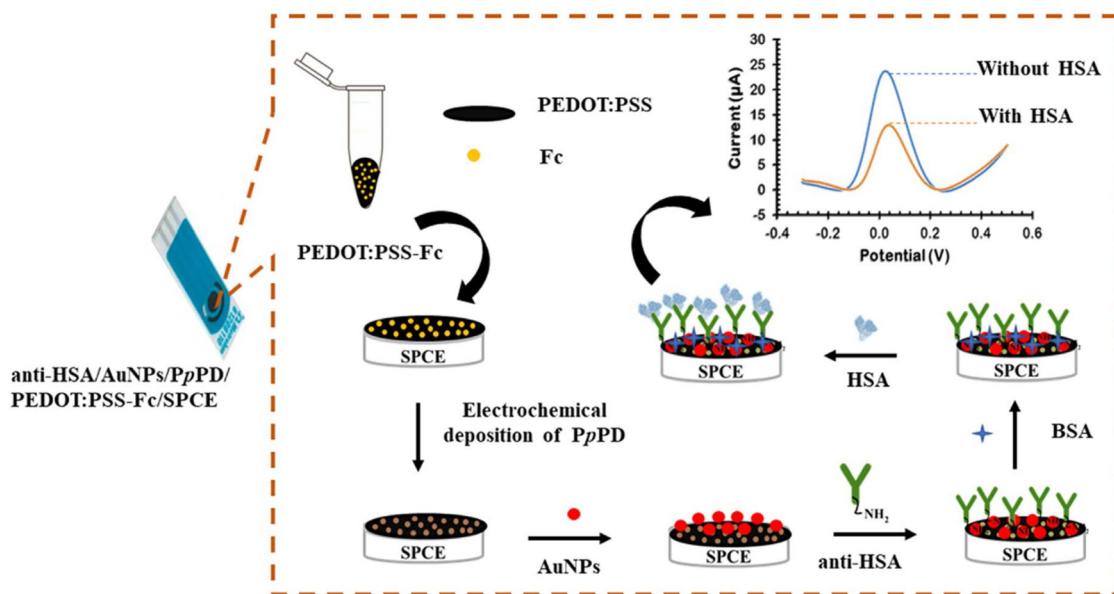 PEDOT:PSS
Fc
PEDOT:PSS-Fc
SPCE
anti-HSA/AuNPs/PpPD/
PEDOT:PSS-Fc/SPCE
Electrochemical
deposition of PpPD
SPCE
AuNPs
SPCE
NH2
anti-HSA
SPCE
BSA
SPCE
HSA
SPCE
30
25
20
15
10
5
0
-5
Current (µA)
-0.4
-0.2
0.0
0.2
0.4
0.6
Potential (V)
Without HSA
With HSA